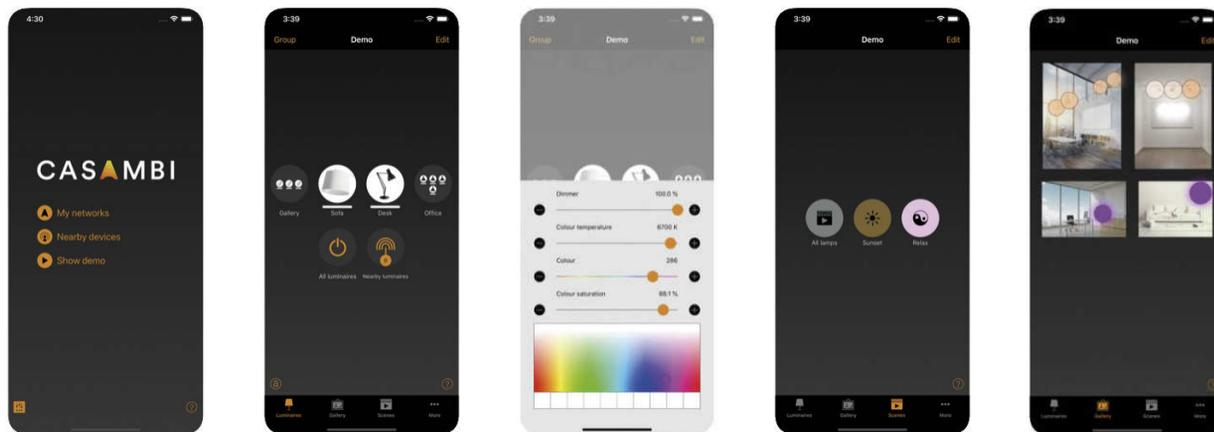 4:30
CASAMBI
My networks
Nearby devices
Show demo
3:39
Group Demo Edit
Gallery Sofa Desk Office
All luminaires Nearby luminaires
Luminaires Gallery Scenes More
3:39
Group Demo Edit
Dimmer 100.0 %
Colour temperature 6700 K
Colour 286
Colour saturation 88.1 %
3:39
Demo Edit
All lamps Sunset Relax
Luminaires Gallery Scenes More
3:39
Demo Edit
Luminaires Gallery Scenes More